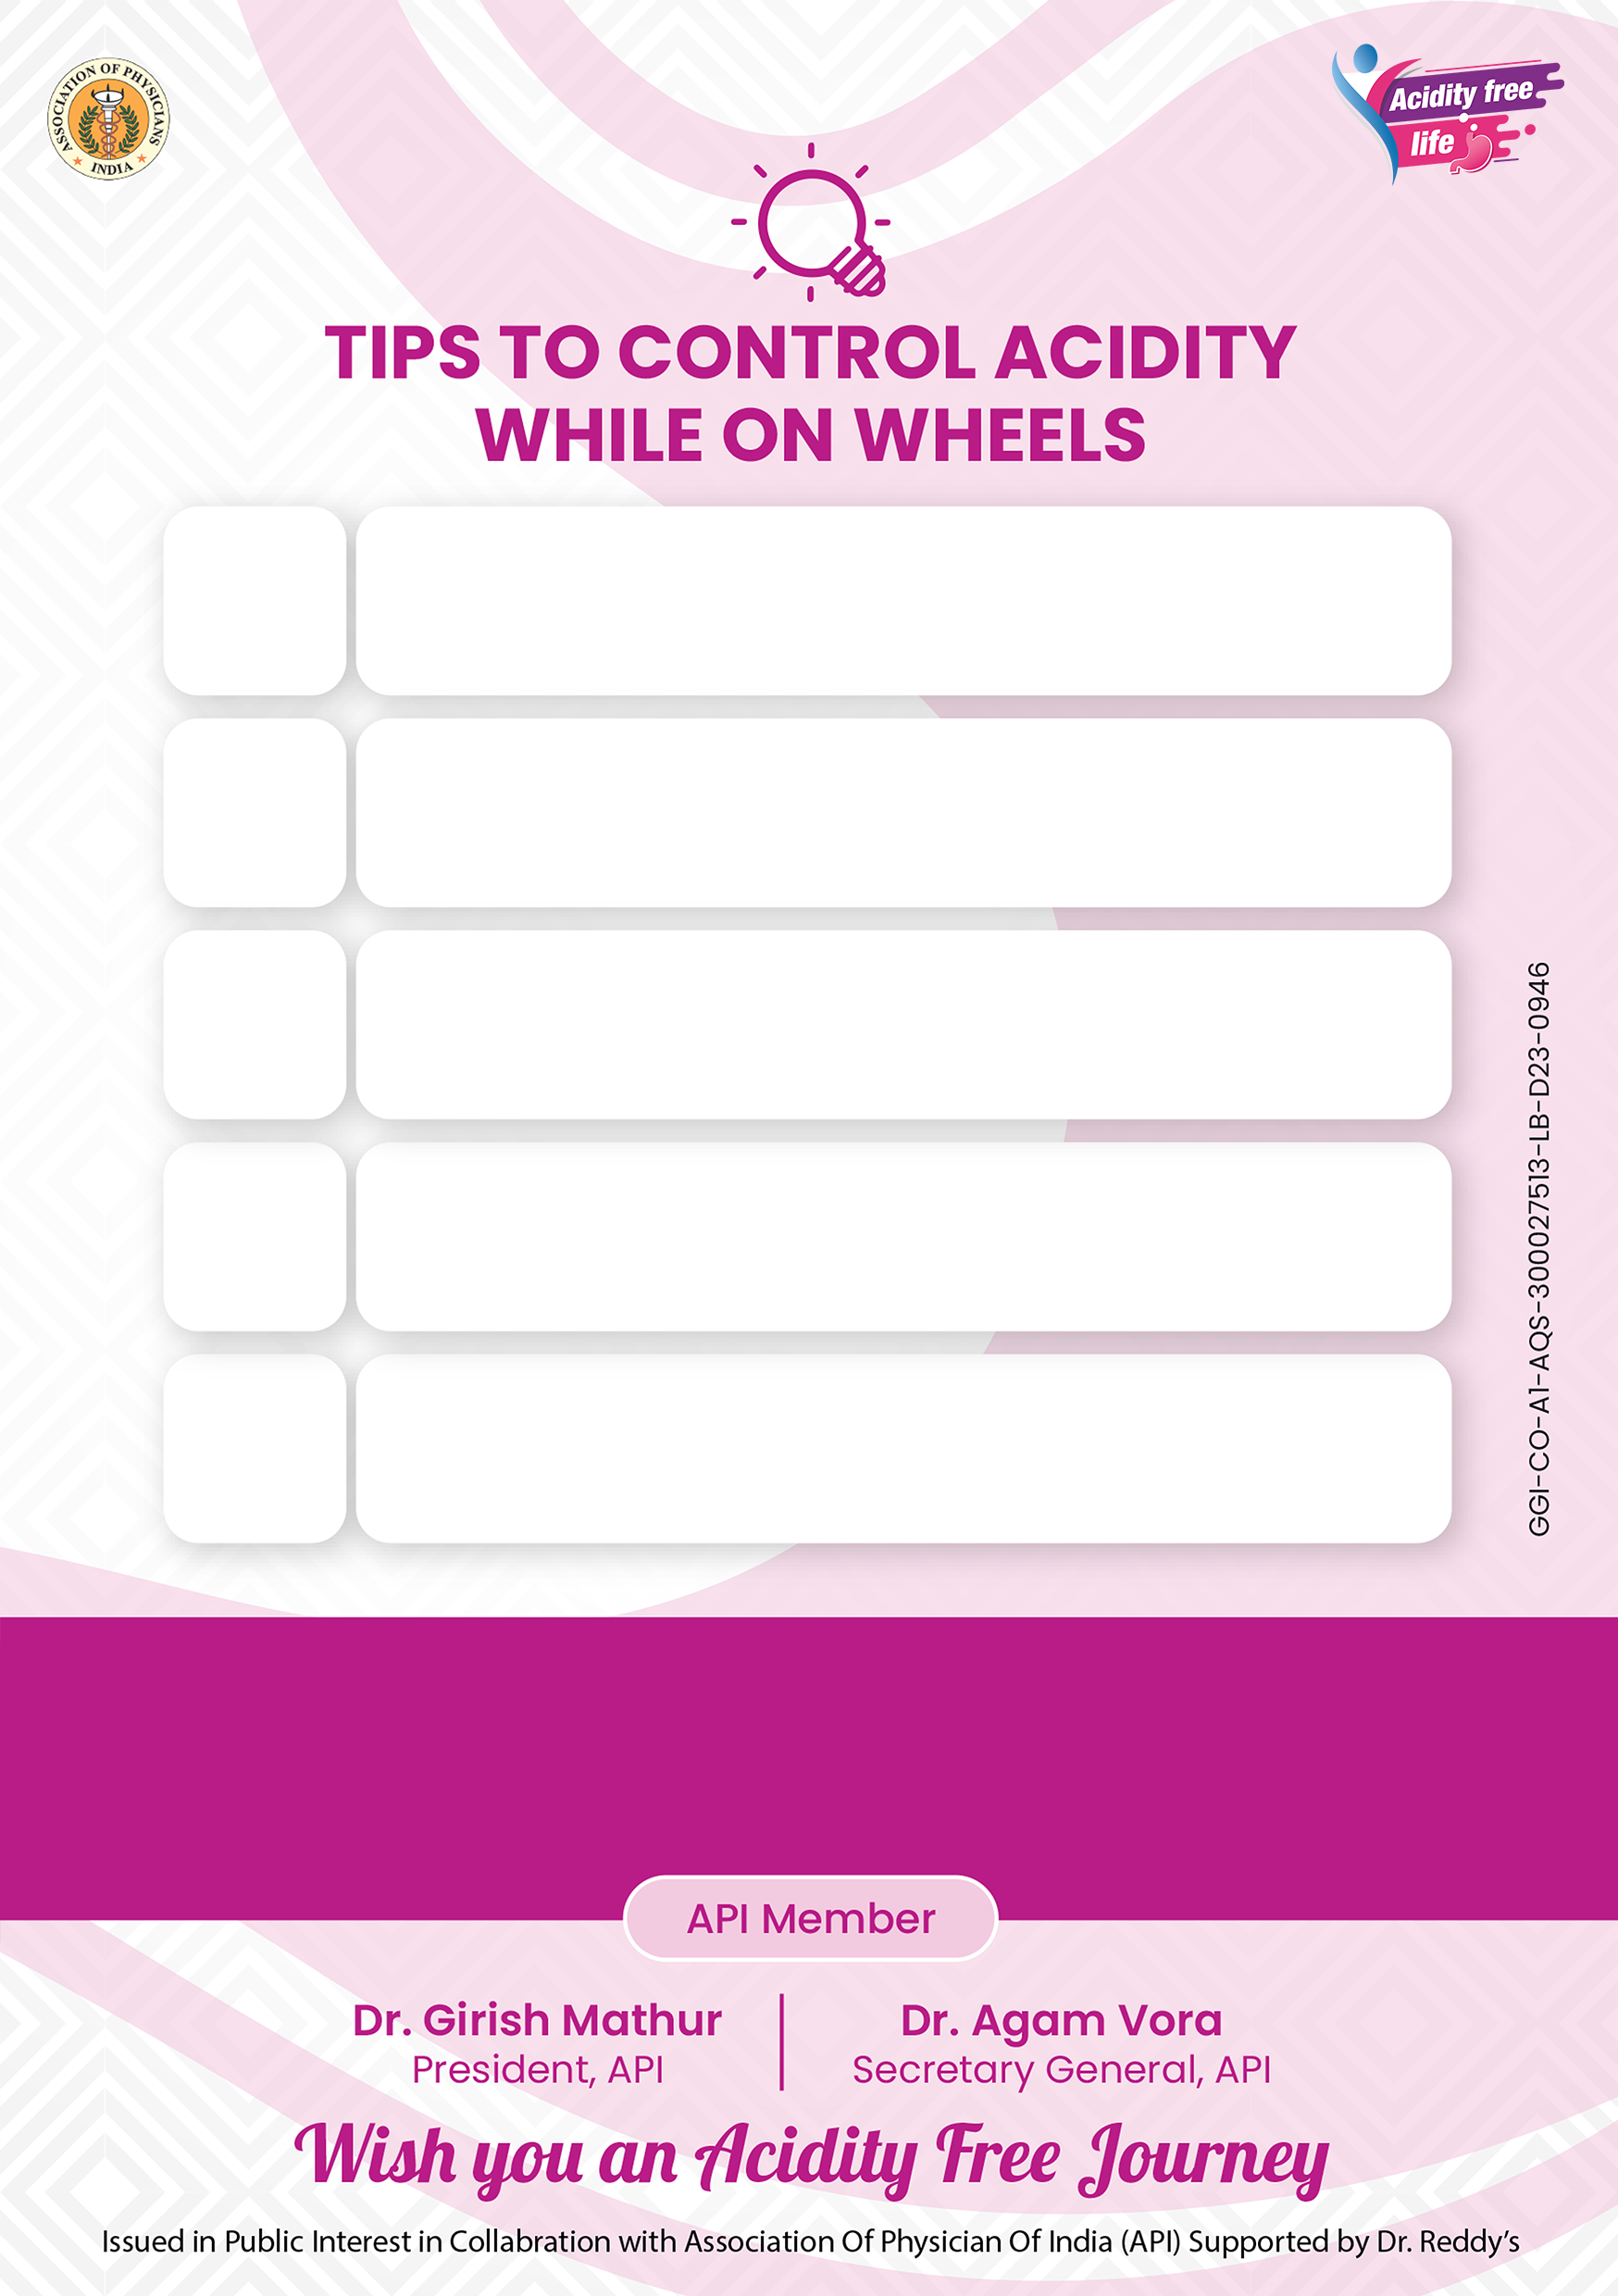 ASSOCIATION OF PHYSICIANS
INDIA
Acidity free
life
TIPS TO CONTROL ACIDITY
WHILE ON WHEELS
GGI-CO-A1-AQS-300027513-LB-D23-0946
API Member
Dr. Girish Mathur
President, API
Dr. Agam Vora
Secretary General, API
Wish you an Acidity Free Journey
Issued in Public Interest in Collabration with Association Of Physician Of India (API) Supported by Dr. Reddy's